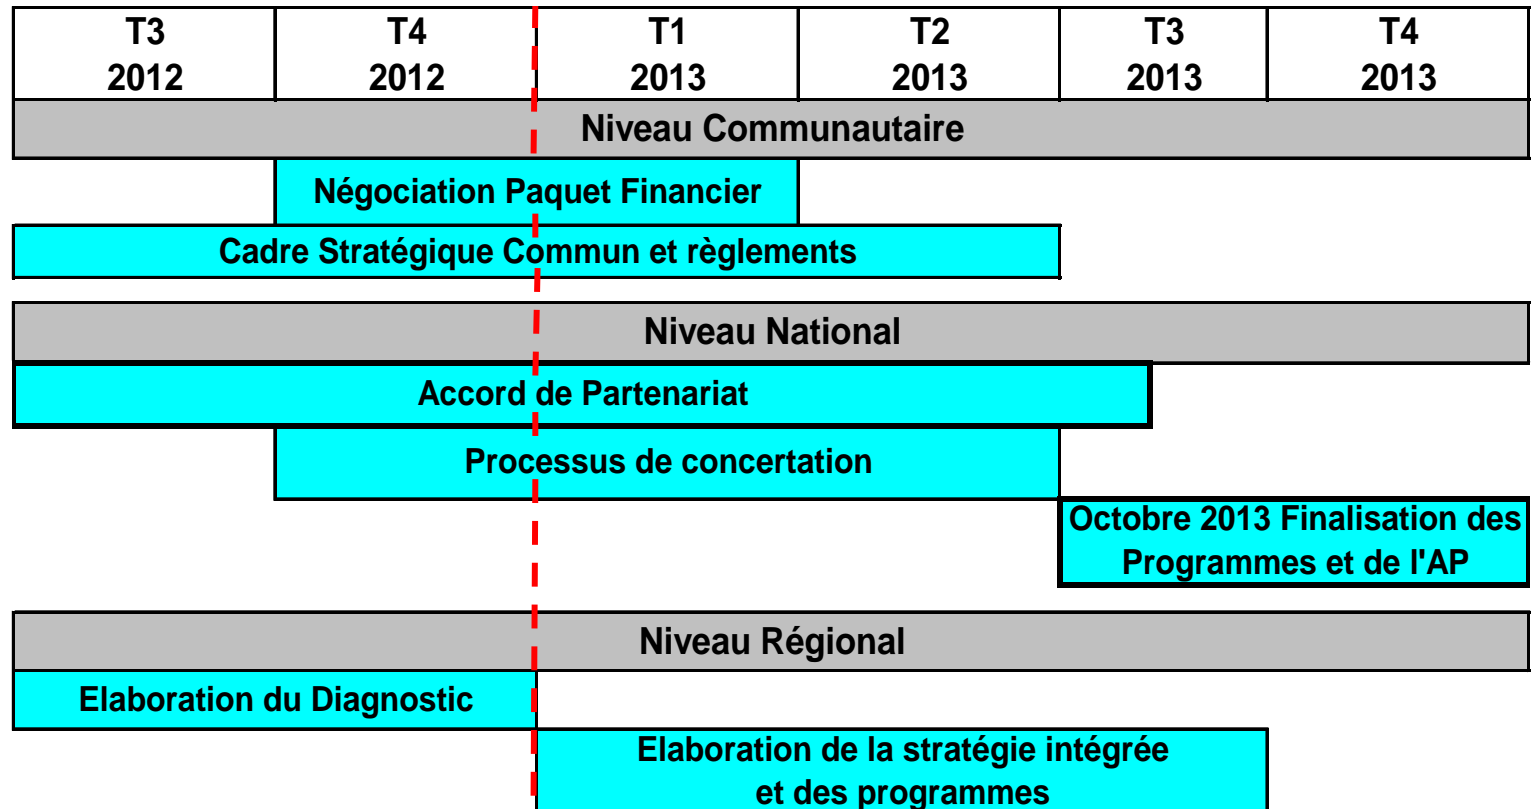 T3 T4 T1 T2 T3 T4
2012 2012 2013 2013 2013 2013
Niveau Communautaire
Négociation Paquet Financier
Cadre Stratégique Commun et règlements
Niveau National
Accord de Partenariat
Processus de concertation
Octobre 2013 Finalisation des
Programmes et de l'AP
Niveau Régional
Elaboration du Diagnostic
Elaboration de la stratégie intégrée
et des programmes